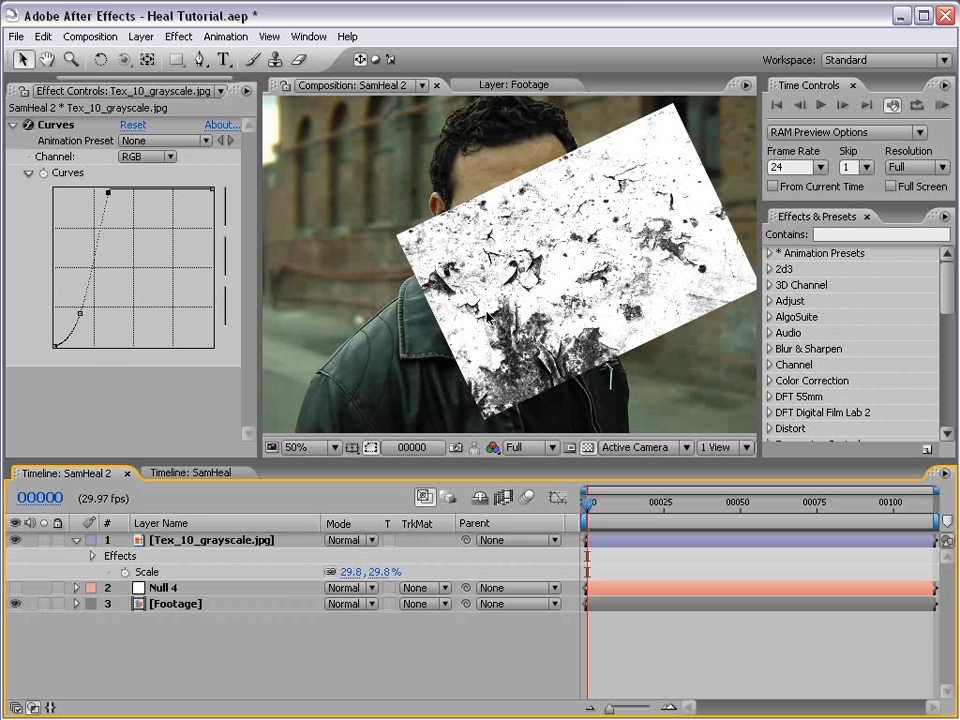 Adobe After Effects - Heal Tutorial.aep *
File Edit Composition Layer Effect Animation View Window Help
Workspace: Standard
Effect Controls: Tex_10_grayscale.jpg
SamHeal 2 * Tex_10_grayscale.jpg
Curves Reset About...
Animation Preset None
Channel: RGB
Curves
Composition: SamHeal 2
Layer: Footage
50% 00000 Full Active Camera 1 View
Time Controls
RAM Preview Options
Frame Rate Skip Resolution
24 1 Full
From Current Time Full Screen
Effects & Presets
Contains:
* Animation Presets
2d3
3D Channel
Adjust
AlgoSuite
Audio
Blur & Sharpen
Channel
Color Correction
DFT 55mm
DFT Digital Film Lab 2
Distort
Timeline: SamHeal 2 Timeline: SamHeal
00000 (29.97 fps)
00025 00050 00075 00100
# Layer Name Mode T TrkMat Parent
1 [Tex_10_grayscale.jpg] Normal None
Effects
Scale 29.8, 29.8 %
2 Null 4 Normal None None
3 [Footage] Normal None None